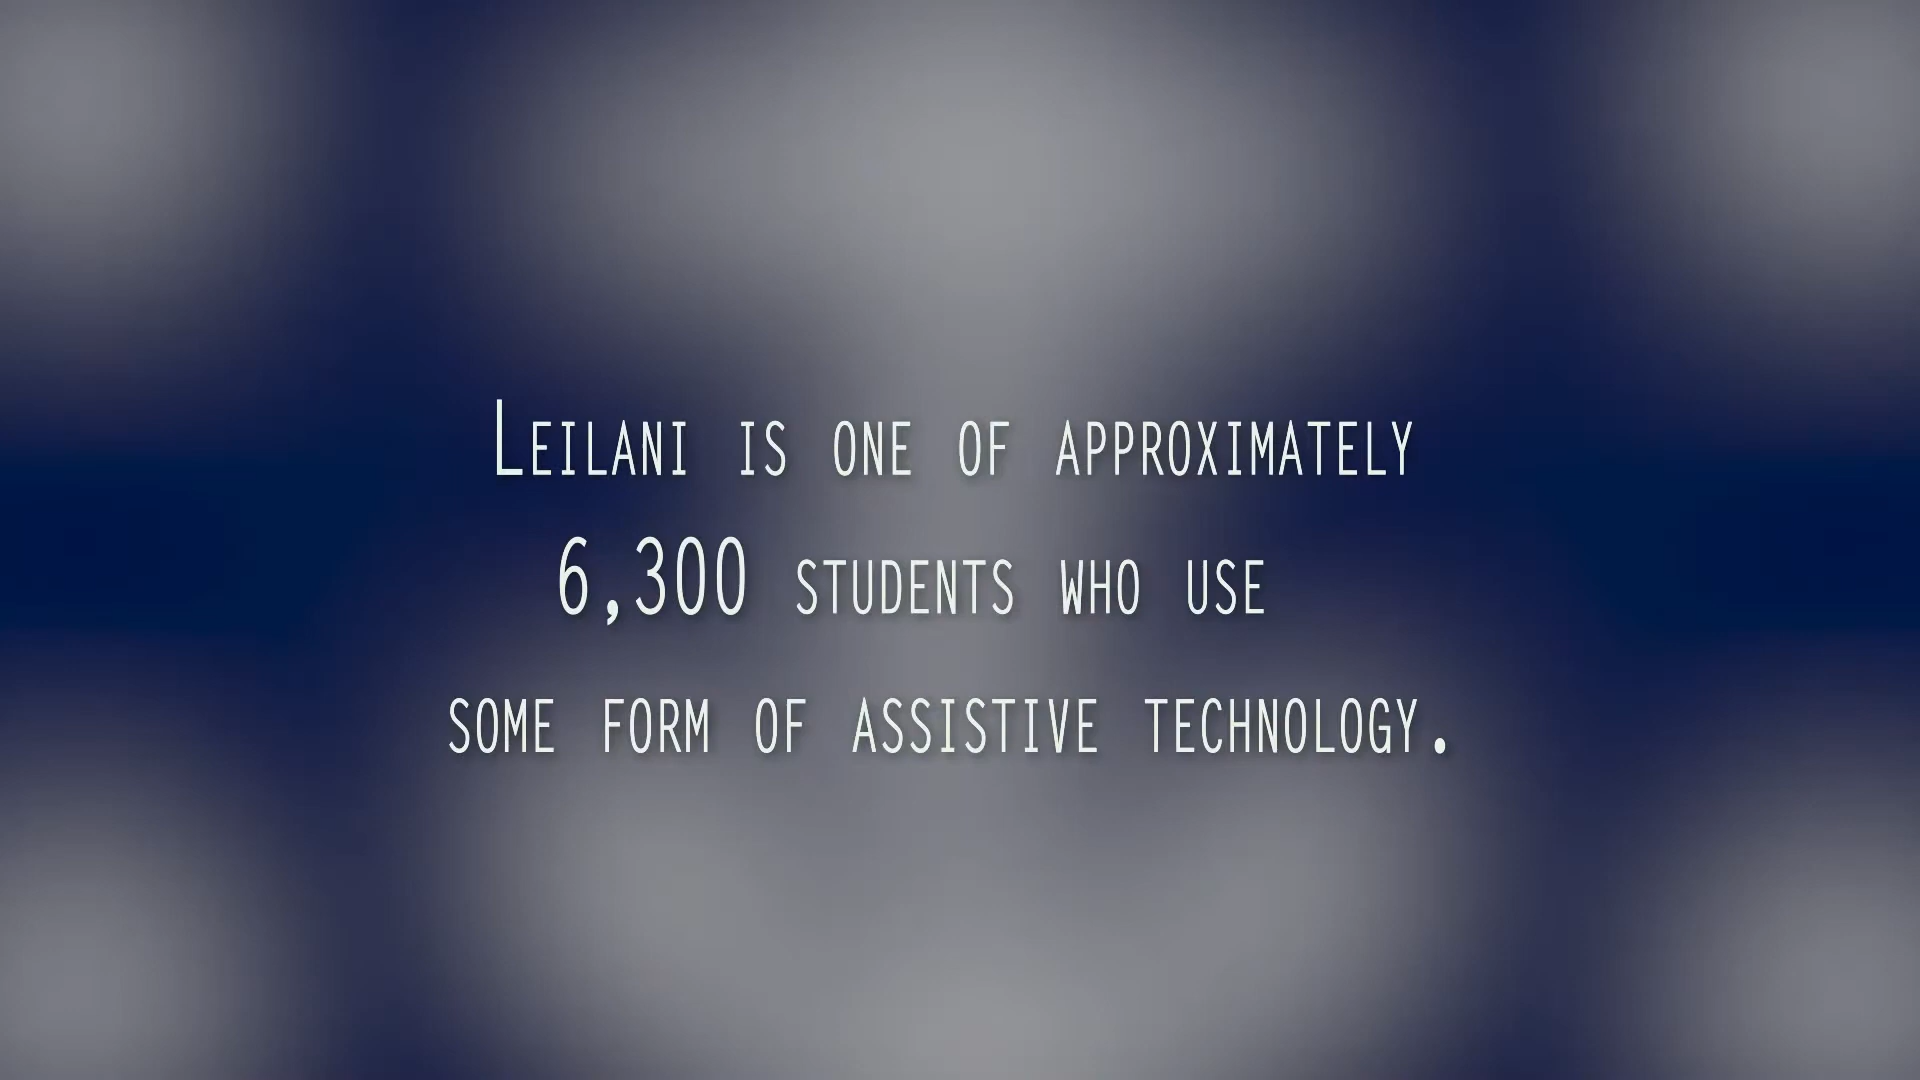 Leilani is one of approximately
6,300 students who use
some form of assistive technology.